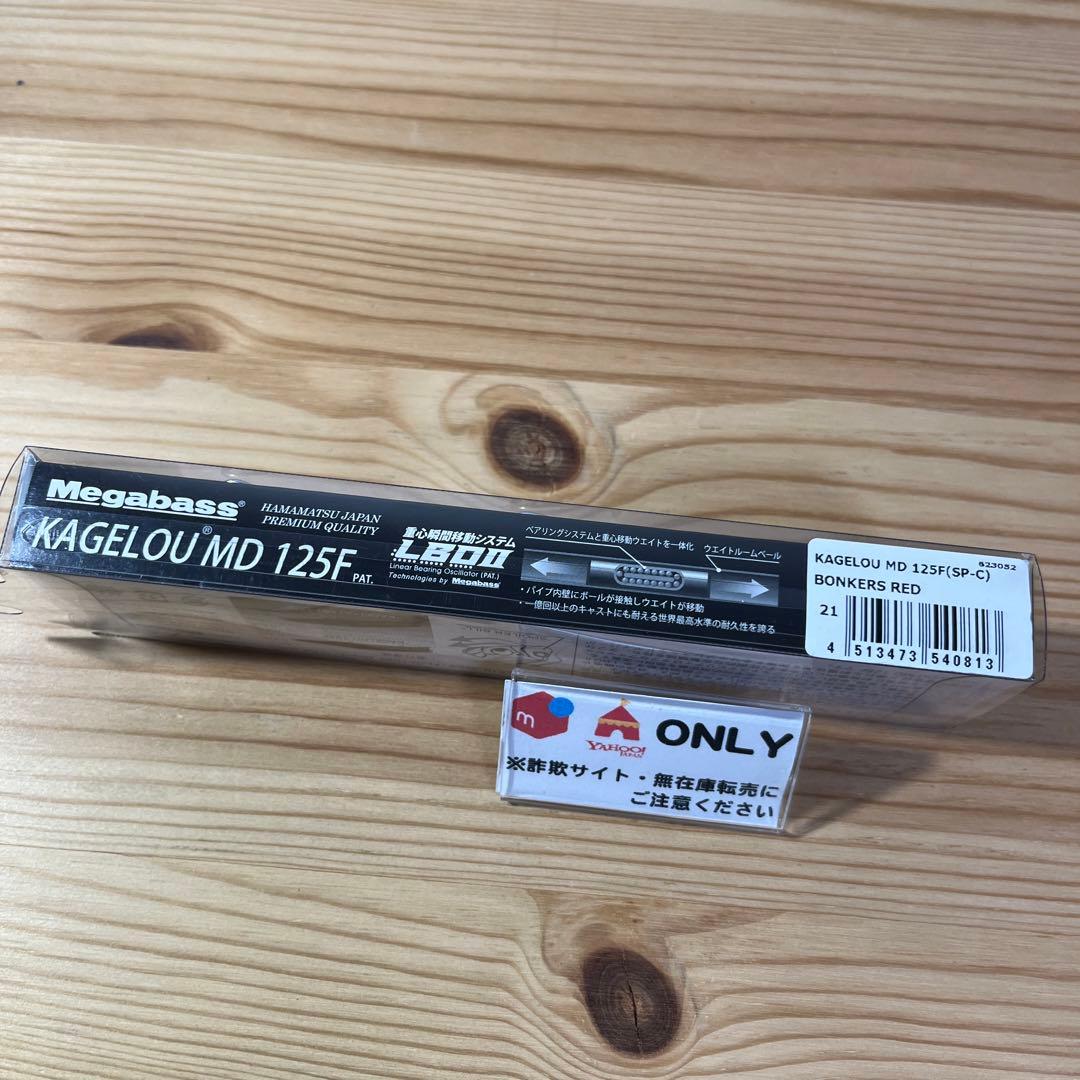 Megabass®
HAMAMATSU JAPAN
PREMIUM QUALITY
KAGELOU® MD 125F PAT.
重心瞬間移動システム
LBOII
Linear Bearing Oscillator (PAT.)
Technologies by Megabass®
ベアリングシステムと重心移動ウエイトを一体化
ウエイトルームベール
・パイプ内壁にボールが接触しウエイトが移動
・一億回以上のキャストにも耐える世界最高水準の耐久性を誇る
KAGELOU MD 125F(SP-C)
823052
BONKERS RED
21
4 513473 540813
m
YAHOO!
JAPAN
ONLY
※詐欺サイト・無在庫転売に
ご注意ください